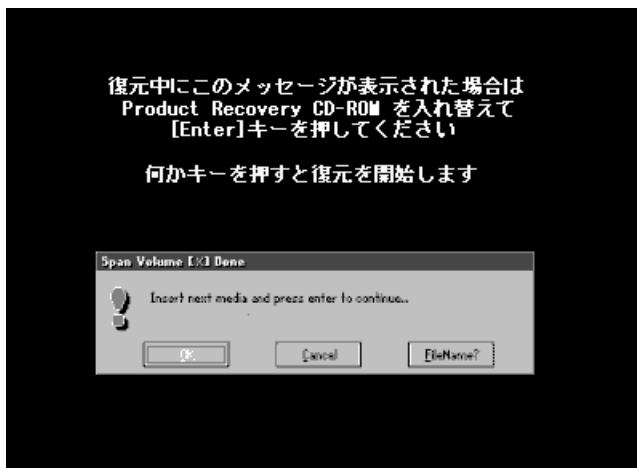 復元中にこのメッセージが表示された場合は
Product Recovery CD-ROM を入れ替えて
[Enter]キーを押してください
何かキーを押すと復元を開始します
Span Volume [X] Done
Insert next media and press enter to continue..
OK
Cancel
FileName?